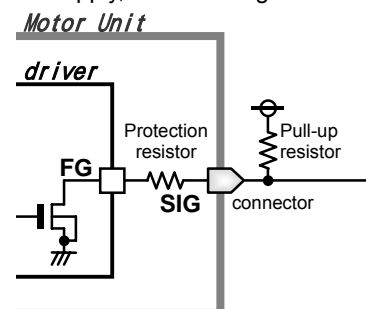 Motor Unit
driver
Protection
resistor
Pull-up
resistor
FG
SIG
connector